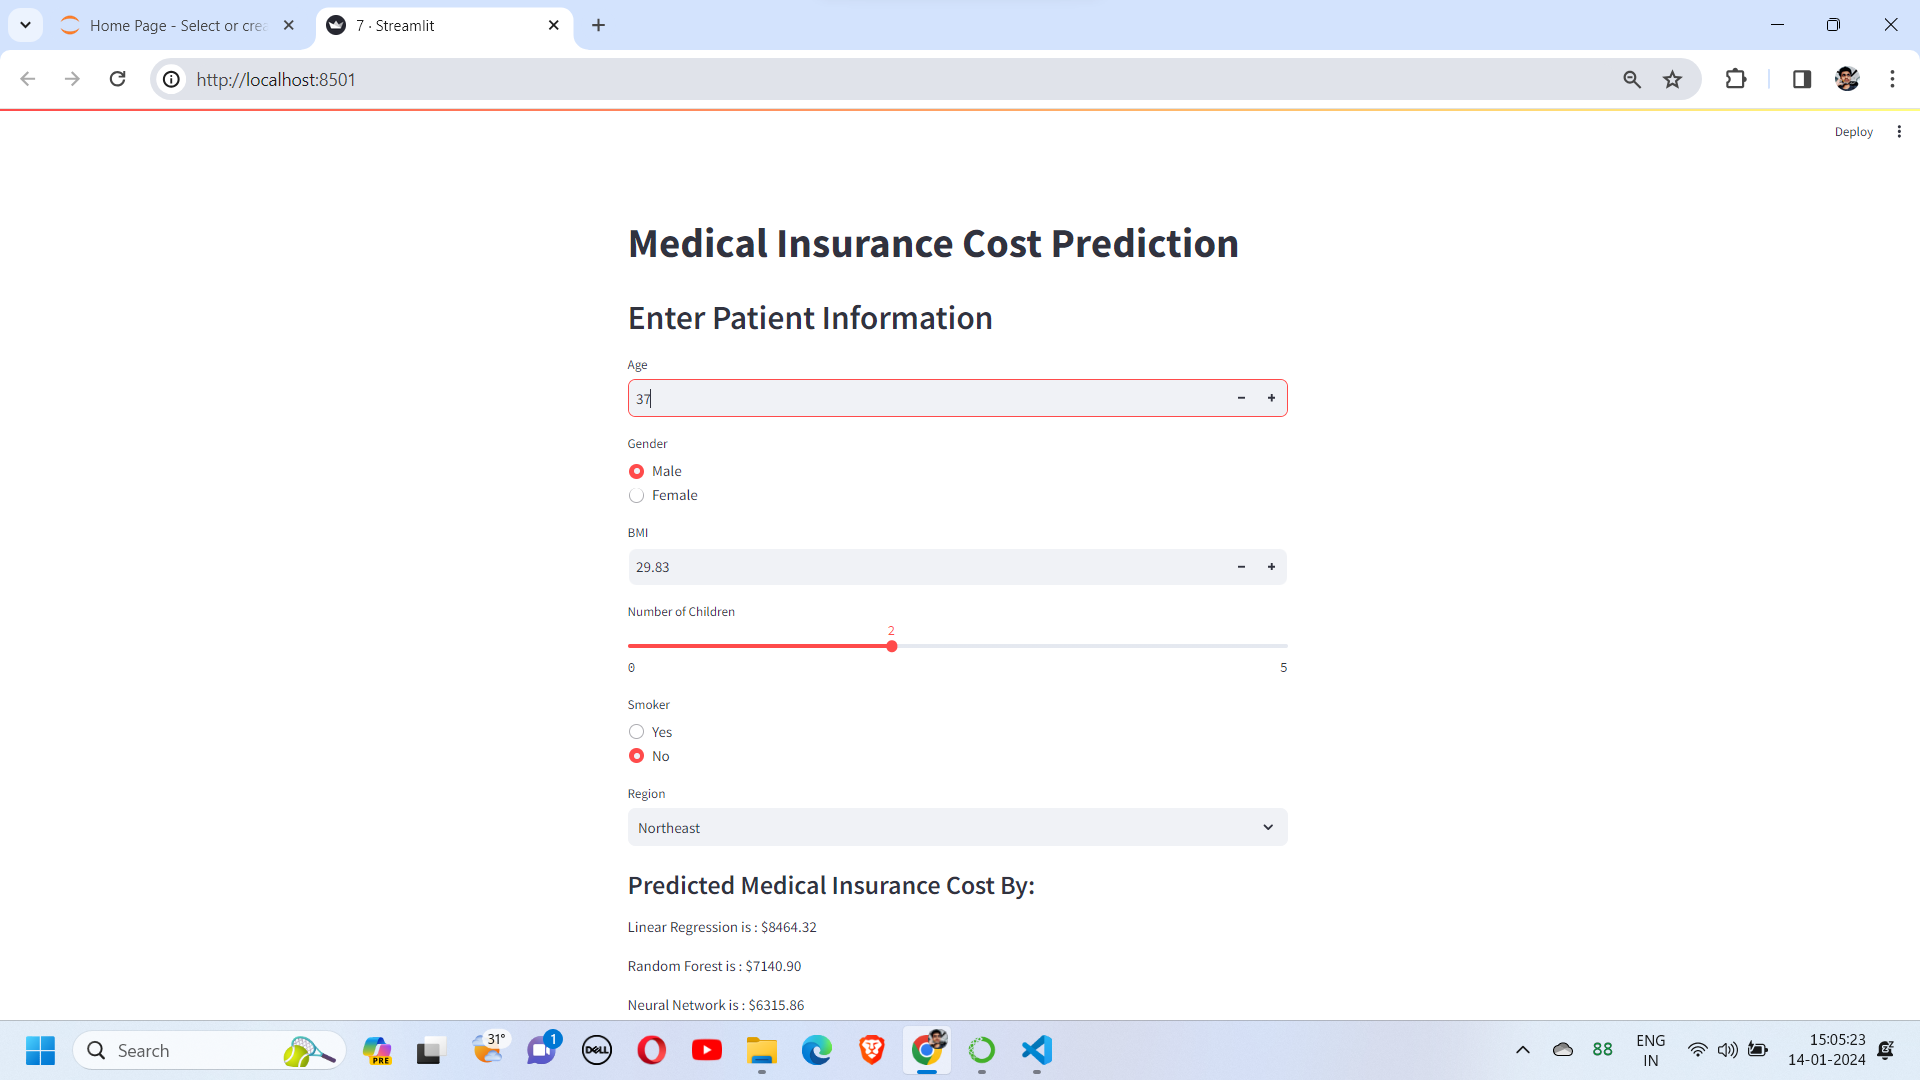 Home Page - Select or crea
7 · Streamlit
http://localhost:8501
Deploy
Medical Insurance Cost Prediction
Enter Patient Information
Age
37
Gender
Male
Female
BMI
29.83
Number of Children
2
0 5
Smoker
Yes
No
Region
Northeast
Predicted Medical Insurance Cost By:
Linear Regression is : $8464.32
Random Forest is : $7140.90
Neural Network is : $6315.86
Search
PRE
31°
1
DELL
88
ENG
IN
15:05:23
14-01-2024